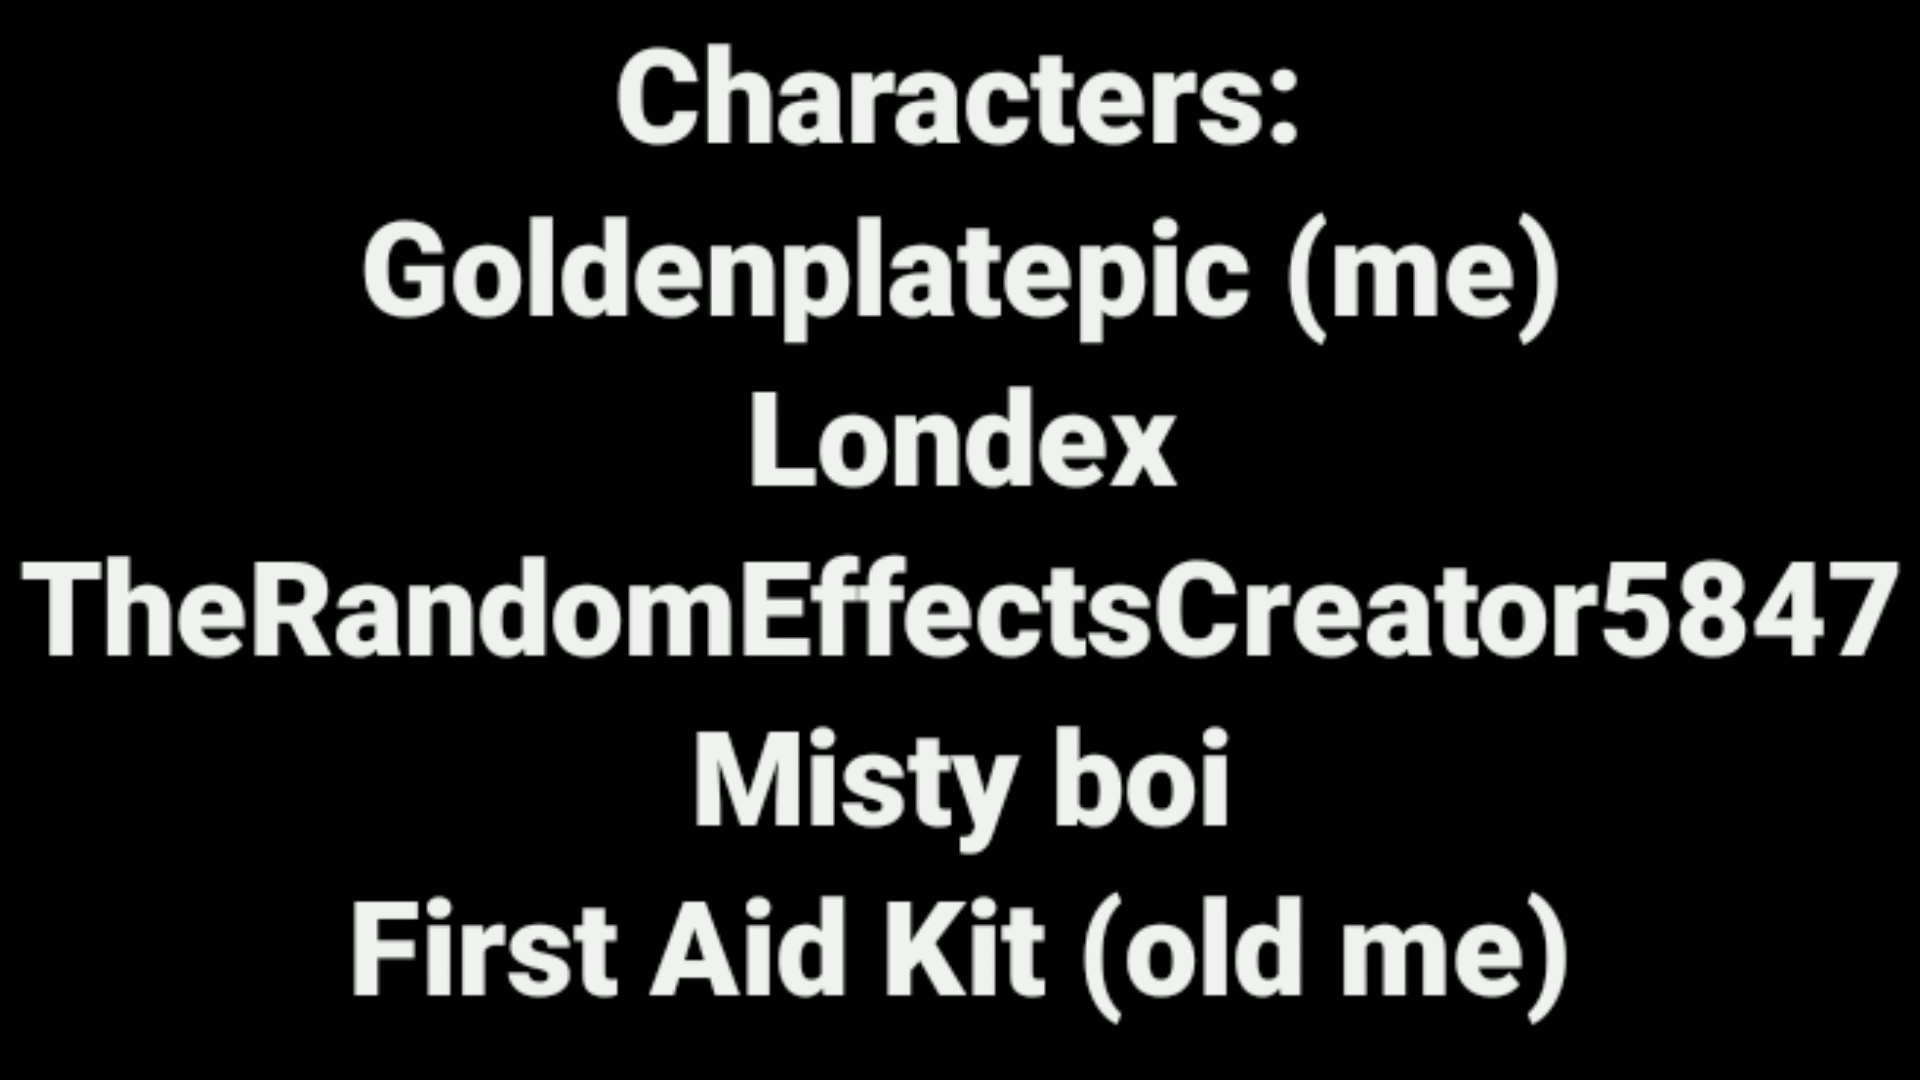 Characters:
Goldenplatepic (me)
Londex
TheRandomEffectsCreator5847
Misty boi
First Aid Kit (old me)